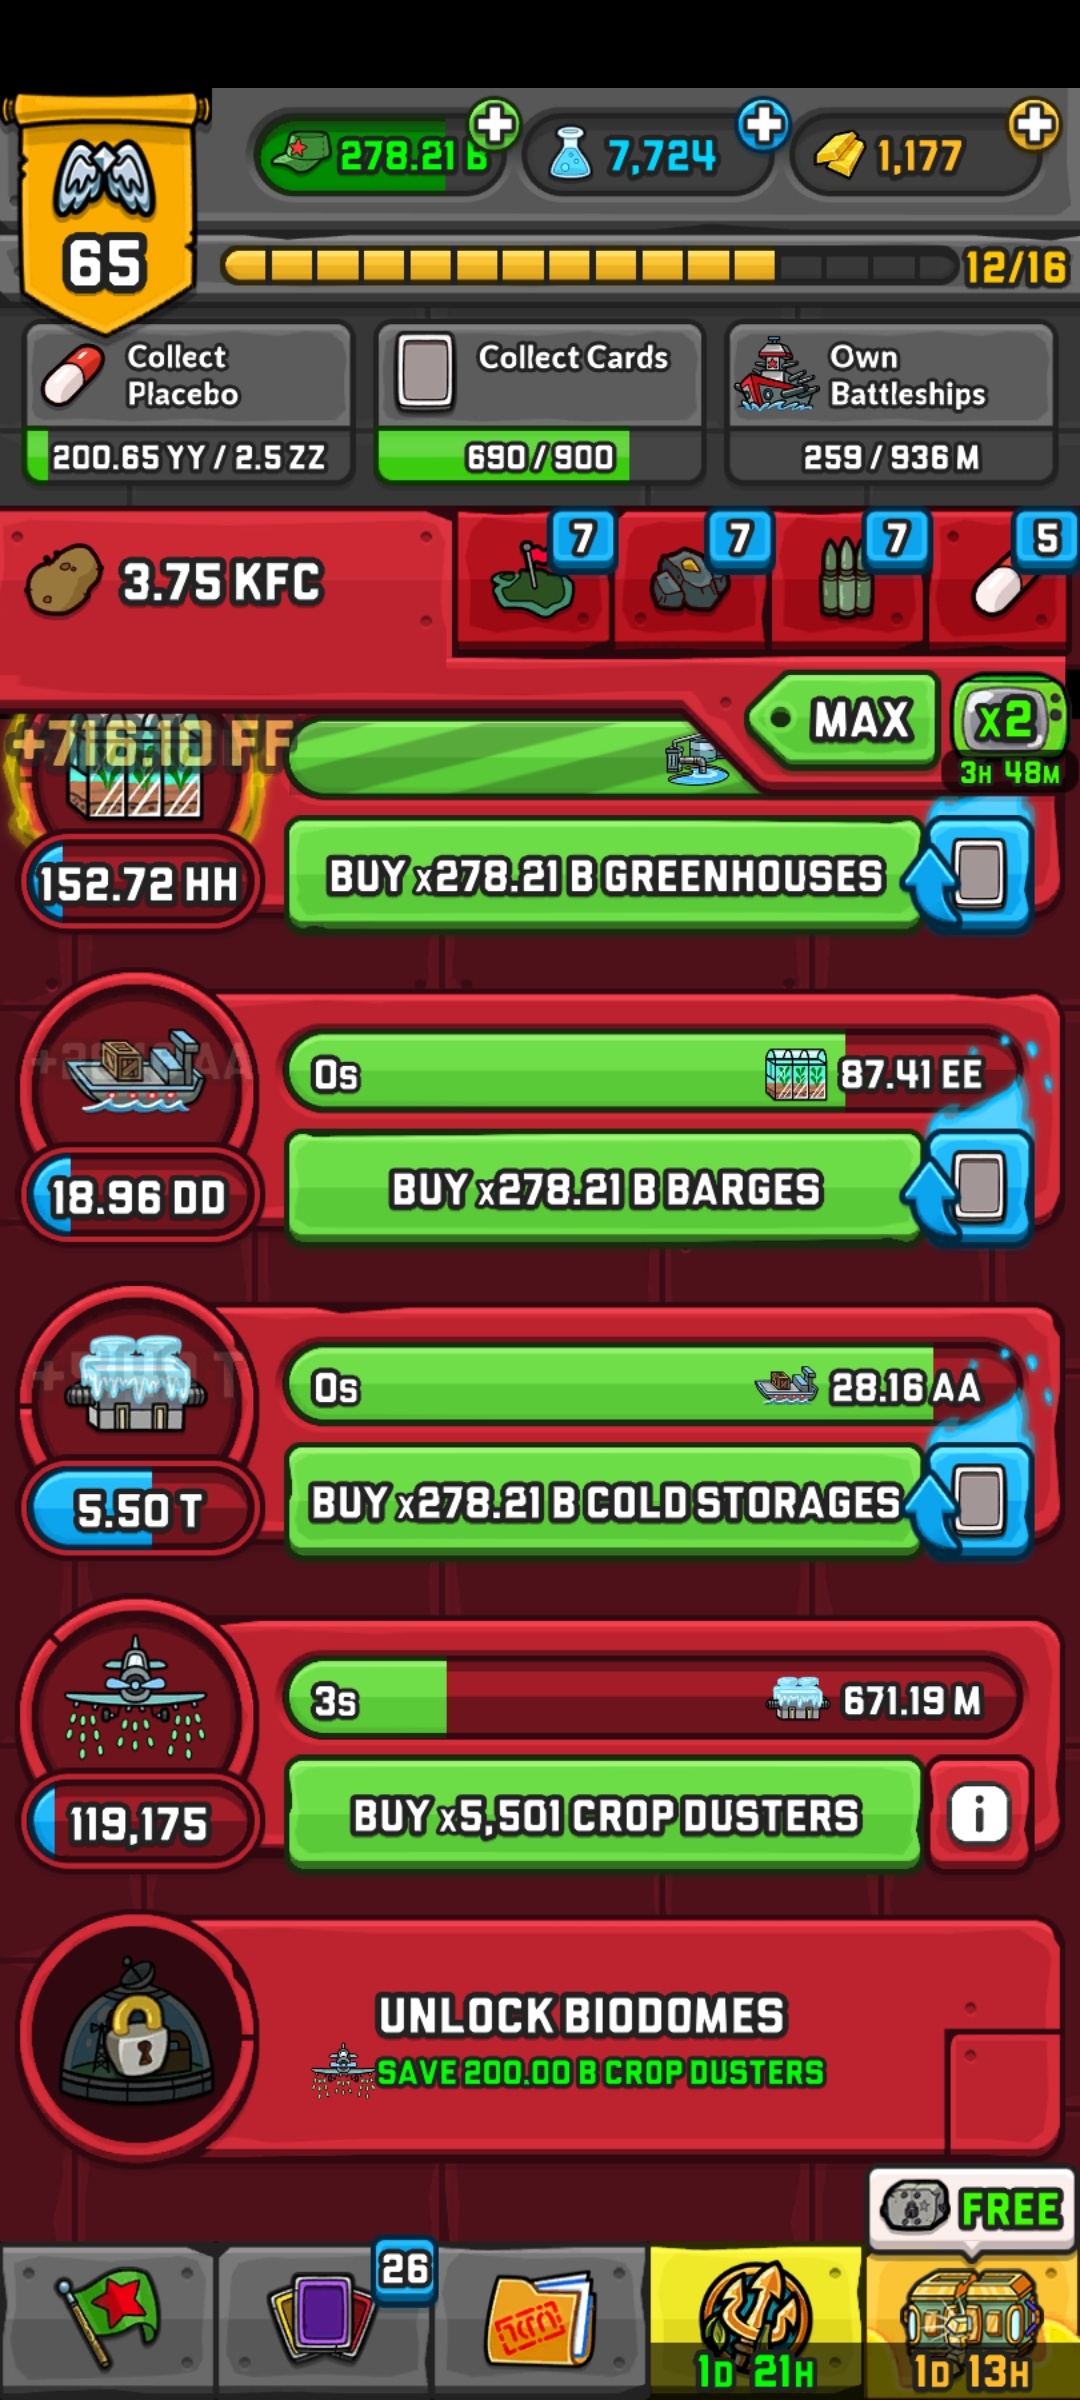 278.21 B
7,724
1,177
65
12/16
Collect
Placebo
200.65 YY / 2.5 ZZ
Collect Cards
690 / 900
Own
Battleships
259 / 936 M
3.75 KFC
7
7
7
5
MAX
x2
3H 48M
+716.10 FF
152.72 HH
BUY x278.21 B GREENHOUSES
0s
87.41 EE
18.96 DD
BUY x278.21 B BARGES
0s
28.16 AA
5.50 T
BUY x278.21 B COLD STORAGES
3s
671.19 M
119,175
BUY x5,501 CROP DUSTERS
i
UNLOCK BIODOMES
SAVE 200.00 B CROP DUSTERS
FREE
26
1D 21H
1D 13H